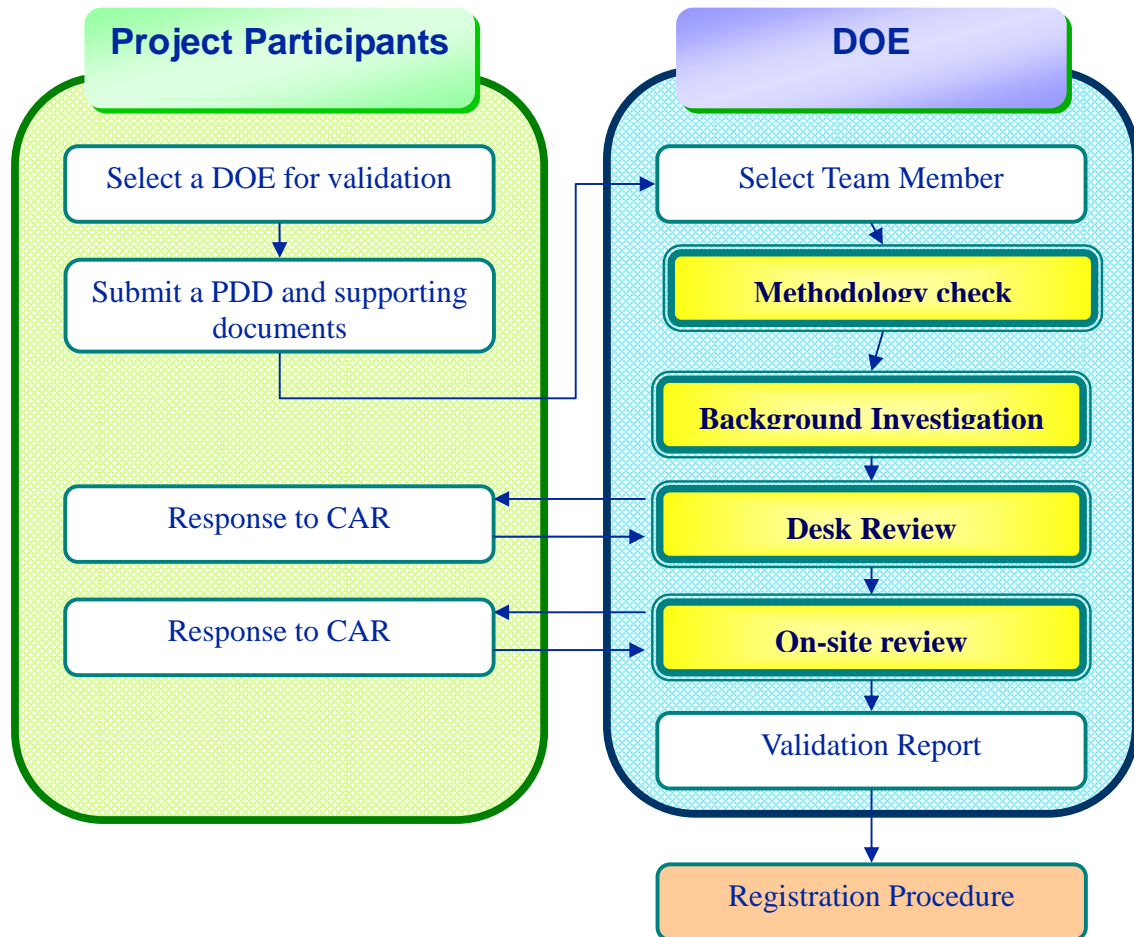 Project Participants
Select a DOE for validation
Submit a PDD and supporting
documents
Response to CAR
Response to CAR
DOE
Select Team Member
Methodology check
Background Investigation
Desk Review
On-site review
Validation Report
Registration Procedure